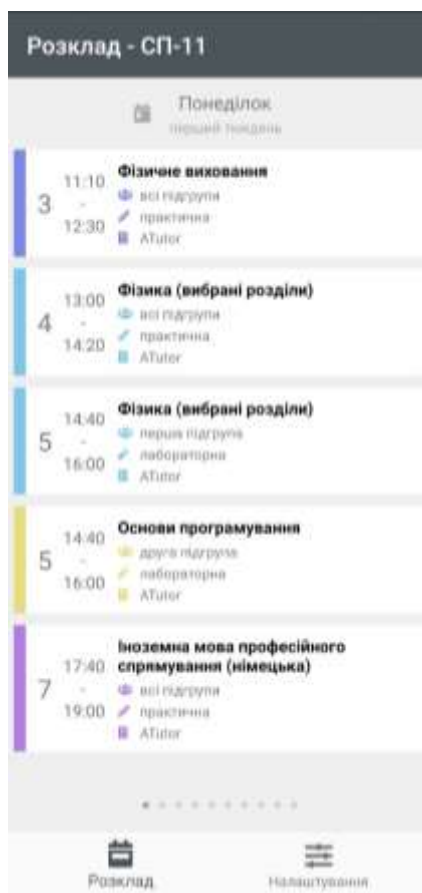 Розклад - СП-11
Понеділок
перший тиждень
3
11:10
-
12:30
Фізичне виховання
всі підгрупи
практична
ATutor
4
13:00
-
14:20
Фізика (вибрані розділи)
всі підгрупи
практична
ATutor
5
14:40
-
16:00
Фізика (вибрані розділи)
перша підгрупа
лабораторна
ATutor
5
14:40
-
16:00
Основи програмування
друга підгрупа
лабораторна
ATutor
7
17:40
-
19:00
Іноземна мова професійного
спрямування (німецька)
всі підгрупи
практична
ATutor
Розклад
Налаштування